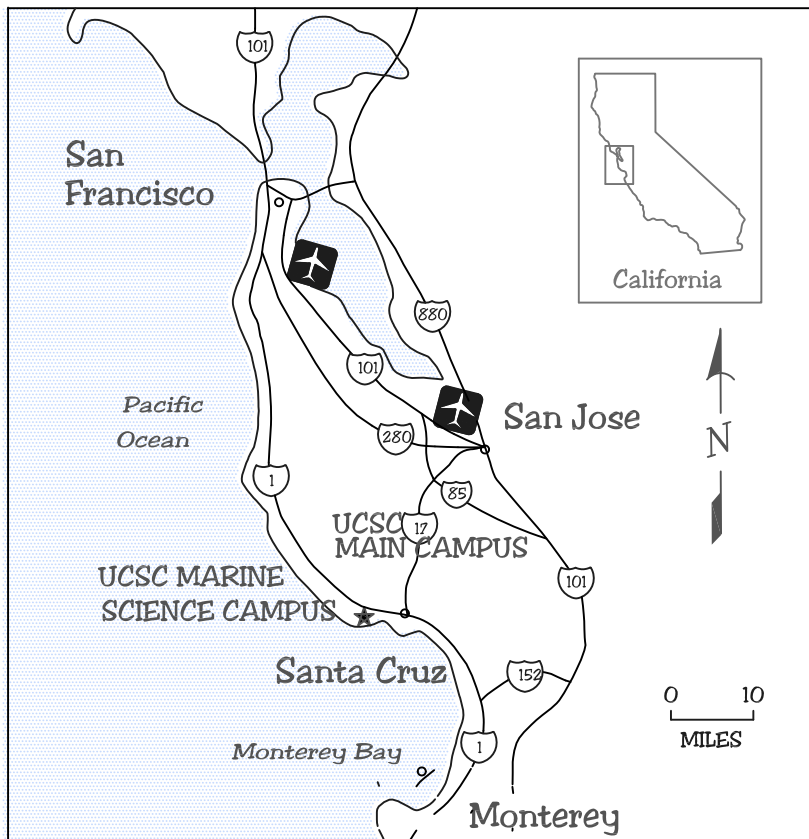 101
San
Francisco
California
880
101
Pacific
Ocean
San Jose
N
280
1
85
UCSC
17
MAIN CAMPUS
UCSC MARINE
SCIENCE CAMPUS
101
Santa Cruz
152
0 10
MILES
Monterey Bay
1
Monterey